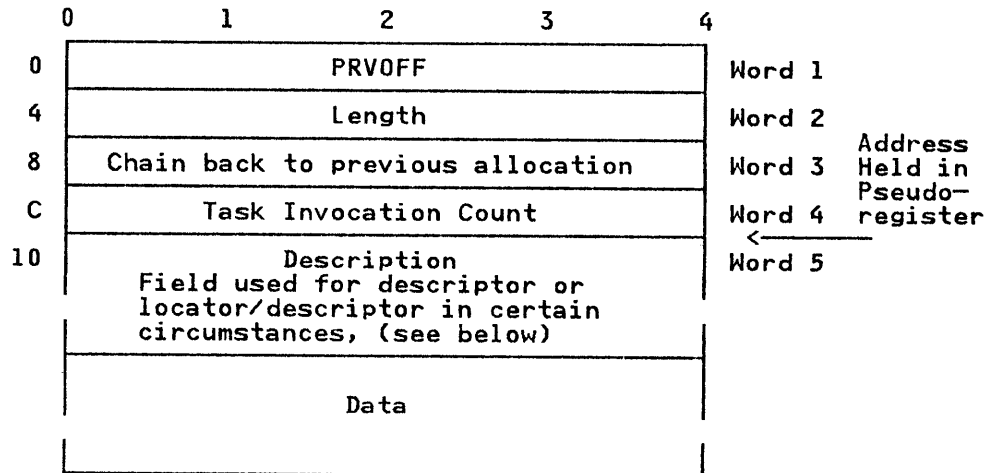 0 1 2 3 4
0 PRVOFF Word 1
4 Length Word 2
8 Chain back to previous allocation Word 3
C Task Invocation Count Word 4
Address
Held in
Pseudo-
register
10 Description Word 5
Field used for descriptor or
locator/descriptor in certain
circumstances, (see below)
Data